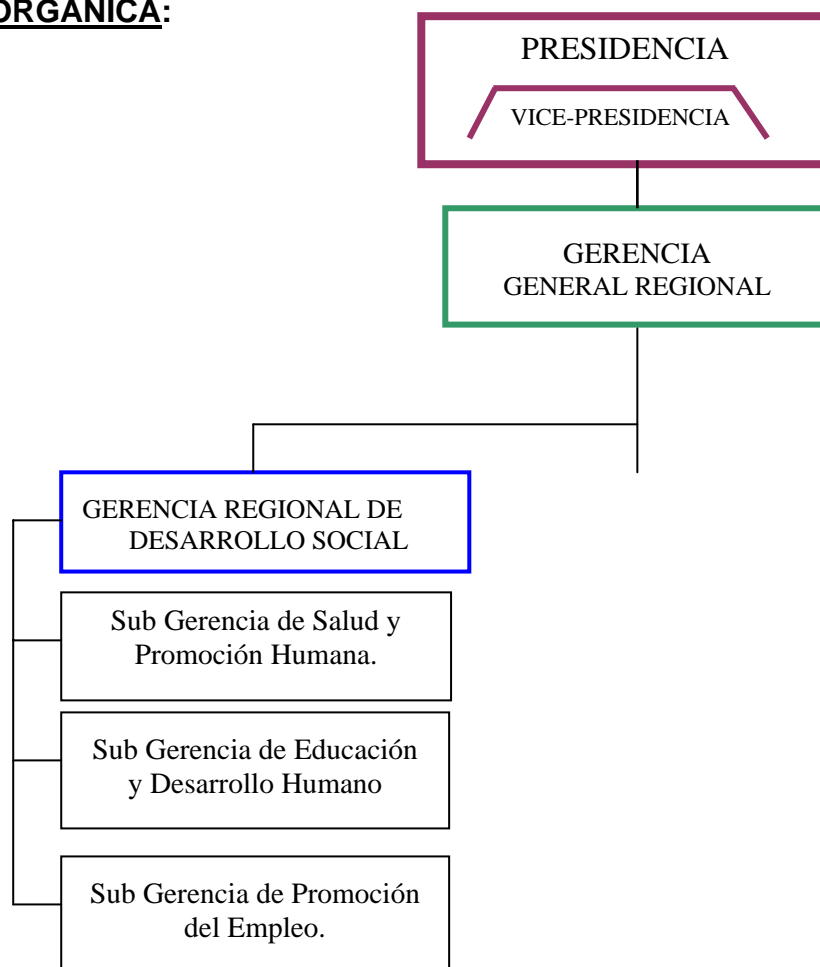 ORGÁNICA:
PRESIDENCIA
VICE-PRESIDENCIA
GERENCIA
GENERAL REGIONAL
GERENCIA REGIONAL DE
DESARROLLO SOCIAL
Sub Gerencia de Salud y
Promoción Humana.
Sub Gerencia de Educación
y Desarrollo Humano
Sub Gerencia de Promoción
del Empleo.